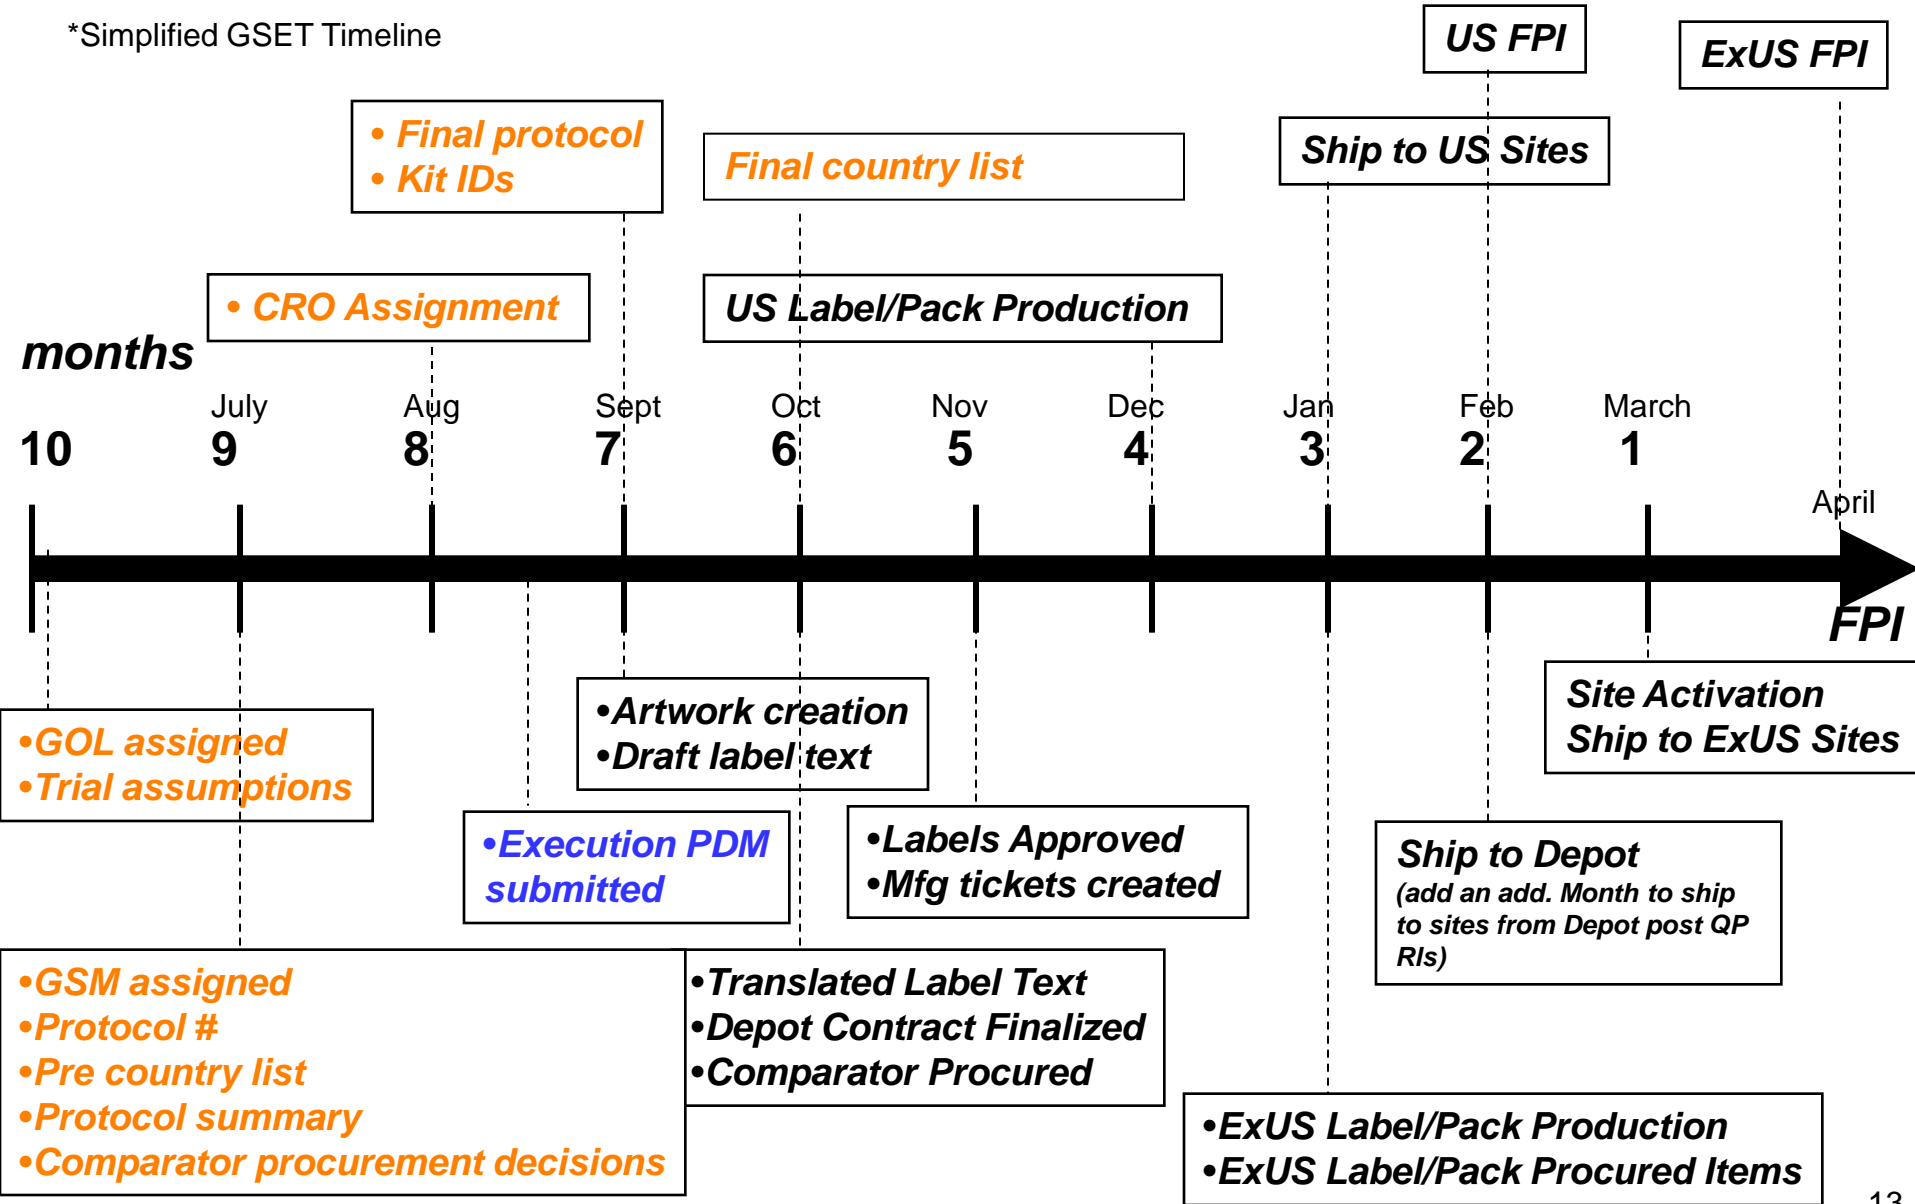 *Simplified GSET Timeline
US FPI
ExUS FPI
• Final protocol
• Kit IDs
Final country list
Ship to US Sites
• CRO Assignment
US Label/Pack Production
months
July
Aug
Sept
Oct
Nov
Dec
Jan
Feb
March
10
9
8
7
6
5
4
3
2
1
April
FPI
•GOL assigned
•Trial assumptions
•Artwork creation
•Draft label text
Site Activation
Ship to ExUS Sites
•Execution PDM
submitted
•Labels Approved
•Mfg tickets created
Ship to Depot
(add an add. Month to ship
to sites from Depot post QP
RIs)
•GSM assigned
•Protocol #
•Pre country list
•Protocol summary
•Comparator procurement decisions
•Translated Label Text
•Depot Contract Finalized
•Comparator Procured
•ExUS Label/Pack Production
•ExUS Label/Pack Procured Items
13